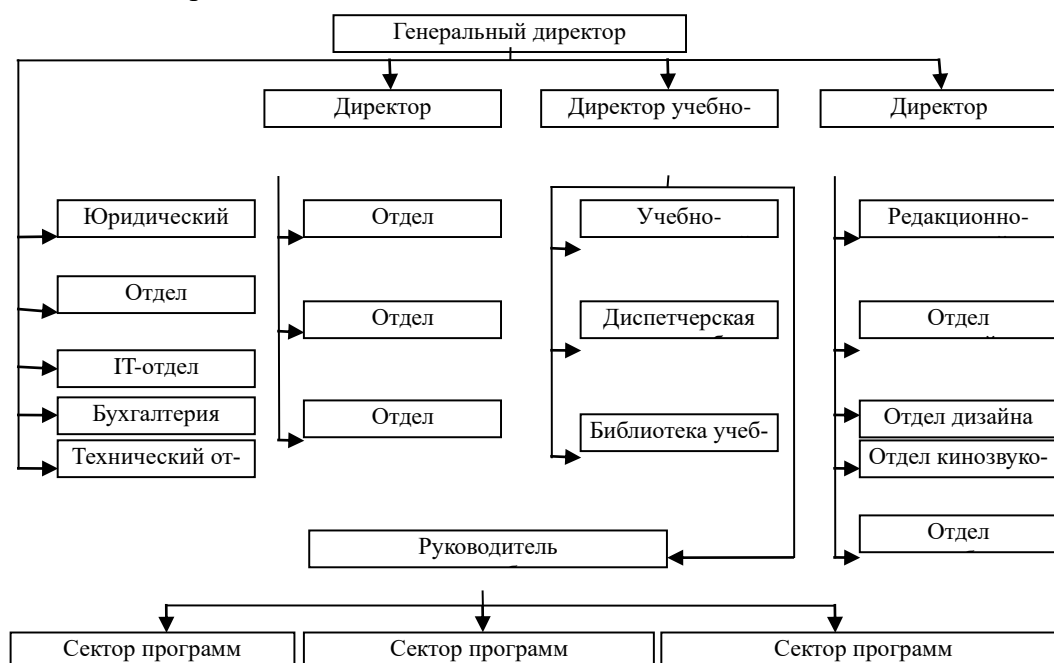 Генеральный директор
Директор
Директор учебно-
Директор
Юридический
Отдел
Учебно-
Редакционно-
Отдел
Отдел
Диспетчерская
Отдел
IT-отдел
Бухгалтерия
Отдел
Библиотека учеб-
Отдел дизайна
Технический от-
Отдел кинозвуко-
Отдел
Руководитель
Сектор программ
Сектор программ
Сектор программ